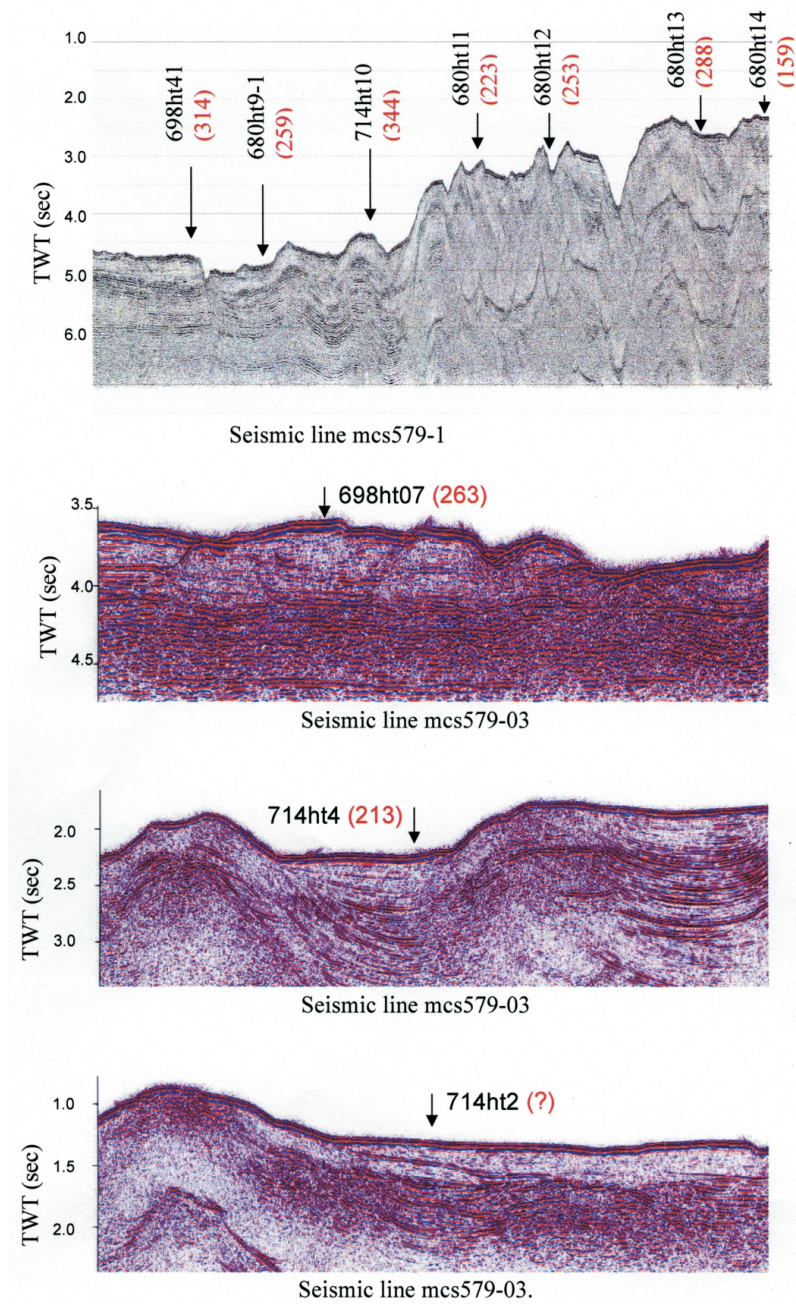 1.0
2.0
3.0
4.0
5.0
6.0
TWT (sec)
698ht41
(314)
680ht9-1
(259)
714ht10
(344)
680ht11
(223)
680ht12
(253)
680ht13
(288)
680ht14
(159)
Seismic line mcs579-1
3.5
4.0
4.5
TWT (sec)
698ht07 (263)
Seismic line mcs579-03
2.0
2.5
3.0
TWT (sec)
714ht4 (213)
Seismic line mcs579-03
1.0
1.5
2.0
TWT (sec)
714ht2 (?)
Seismic line mcs579-03.